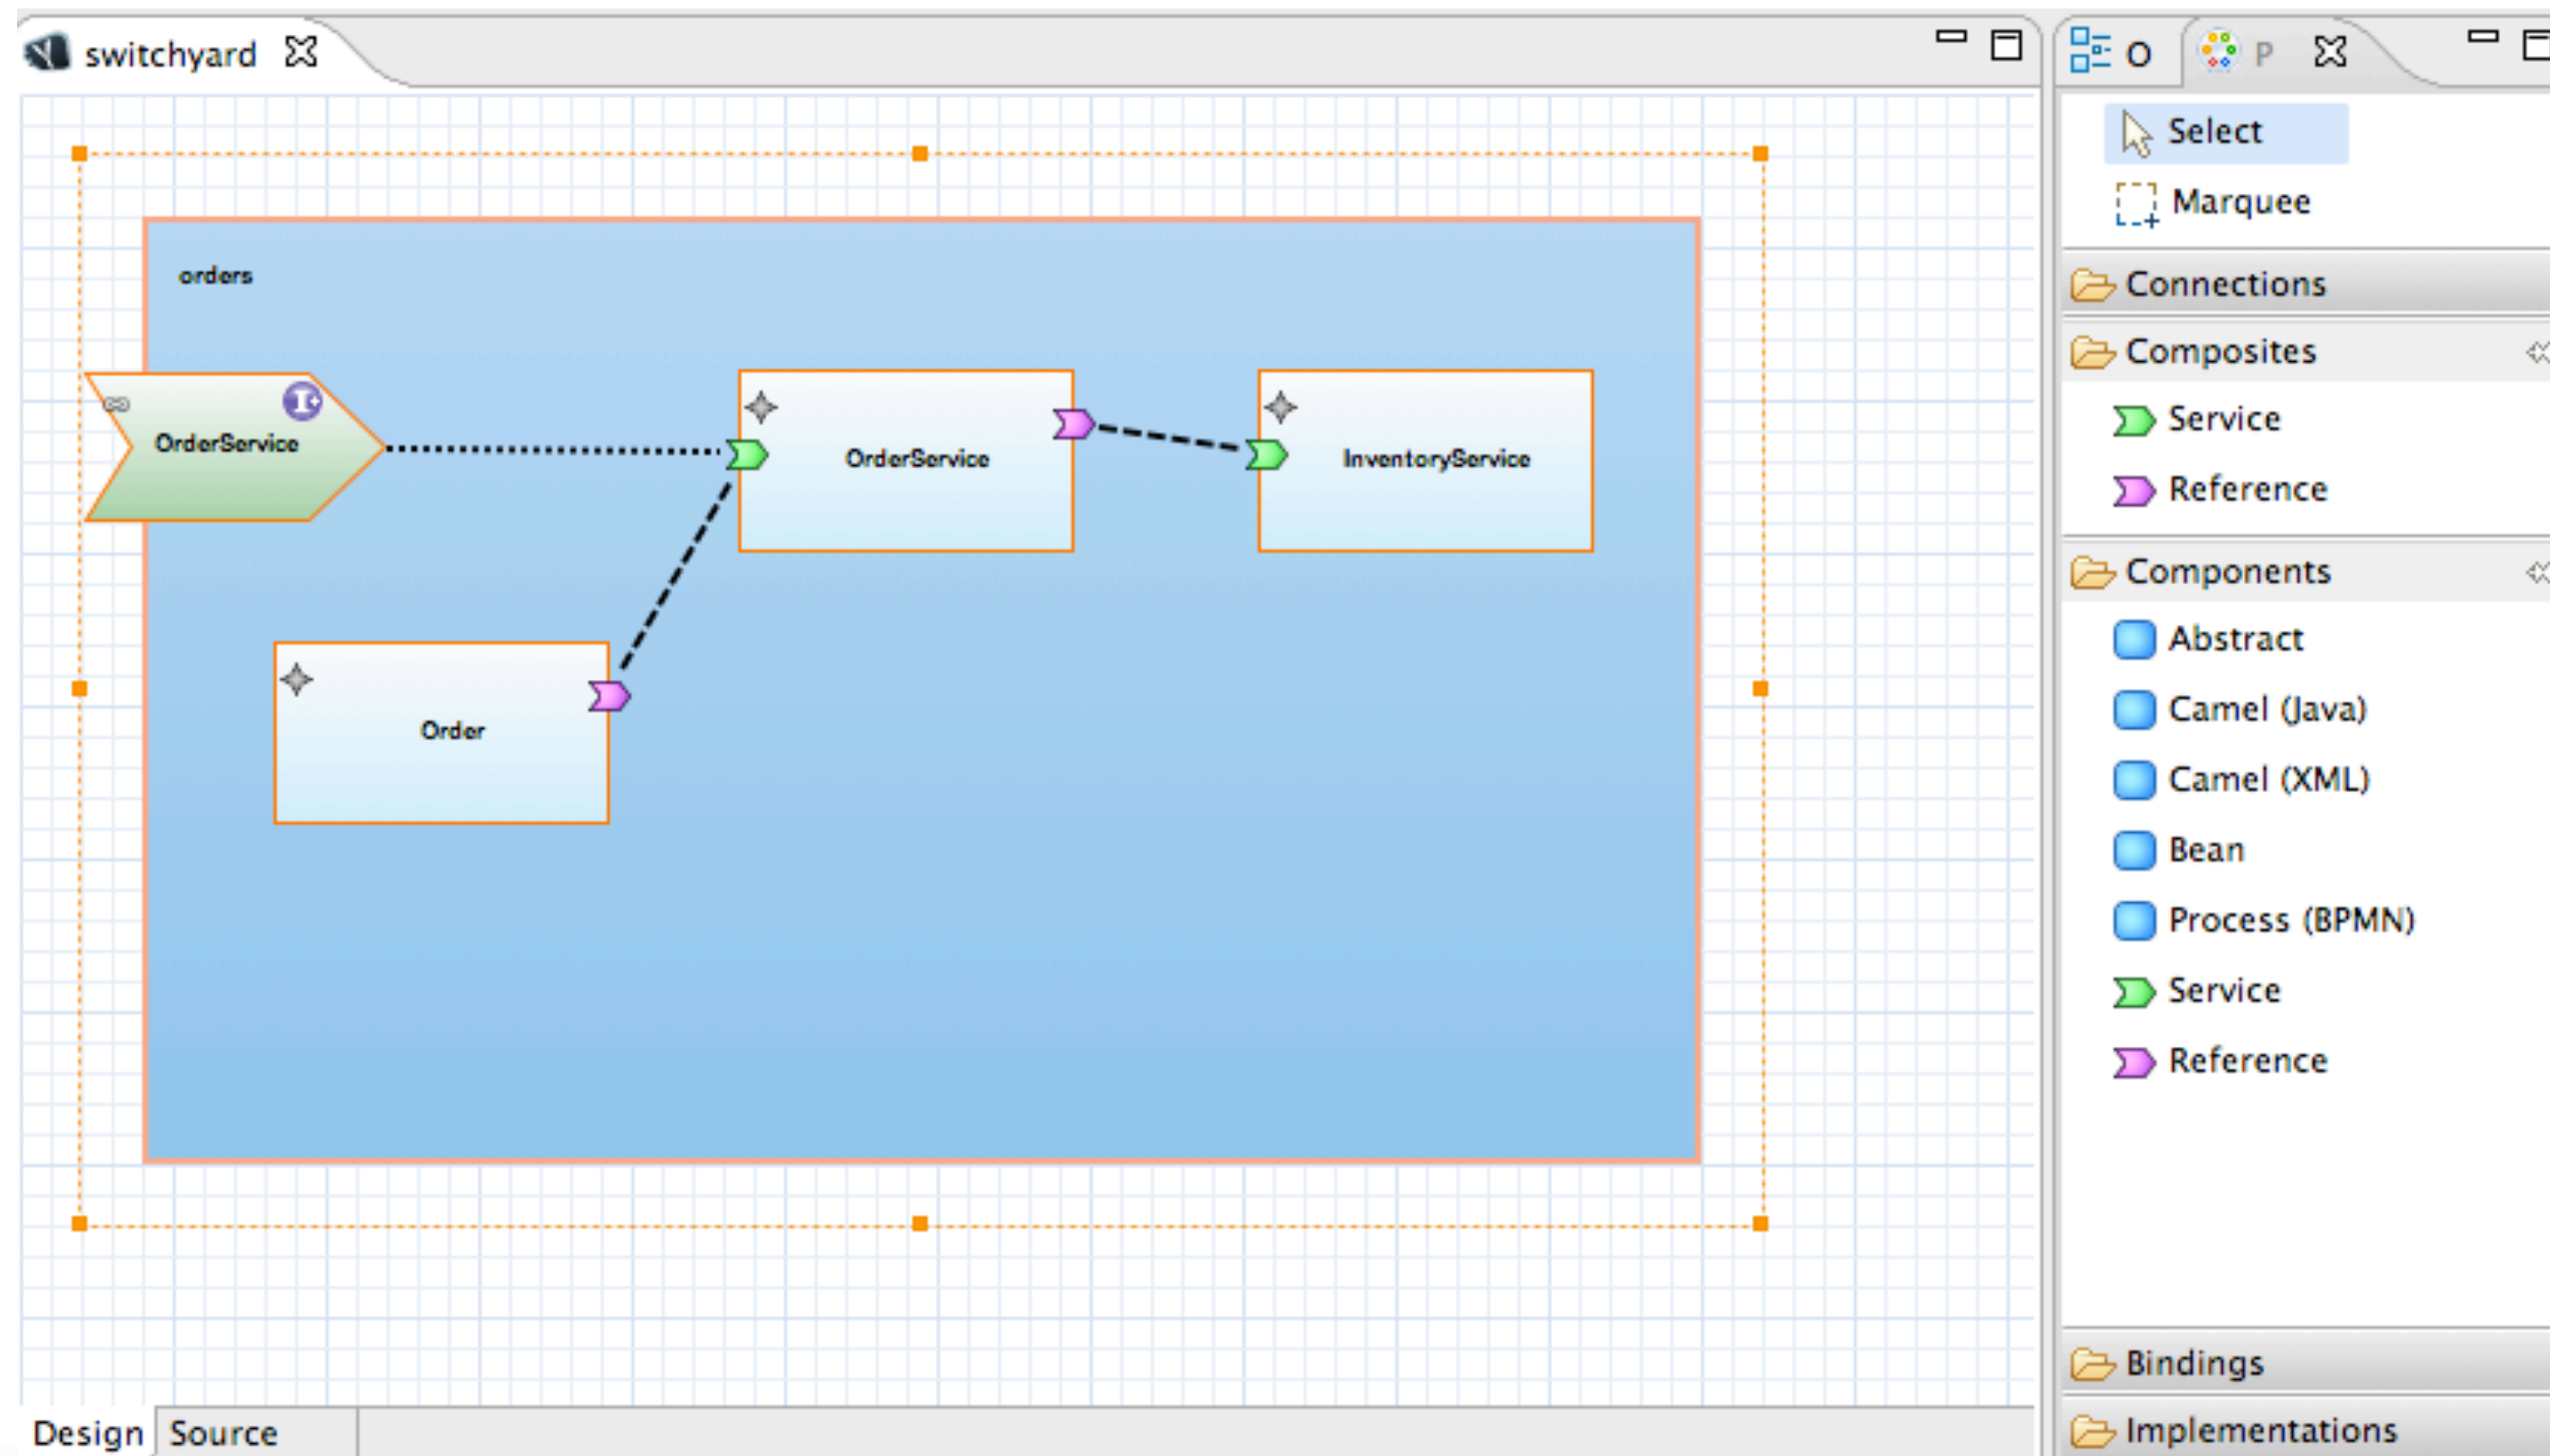 switchyard
orders
OrderService
OrderService
InventoryService
Order
Design
Source
O
P
Select
Marquee
Connections
Composites
Service
Reference
Components
Abstract
Camel (Java)
Camel (XML)
Bean
Process (BPMN)
Service
Reference
Bindings
Implementations